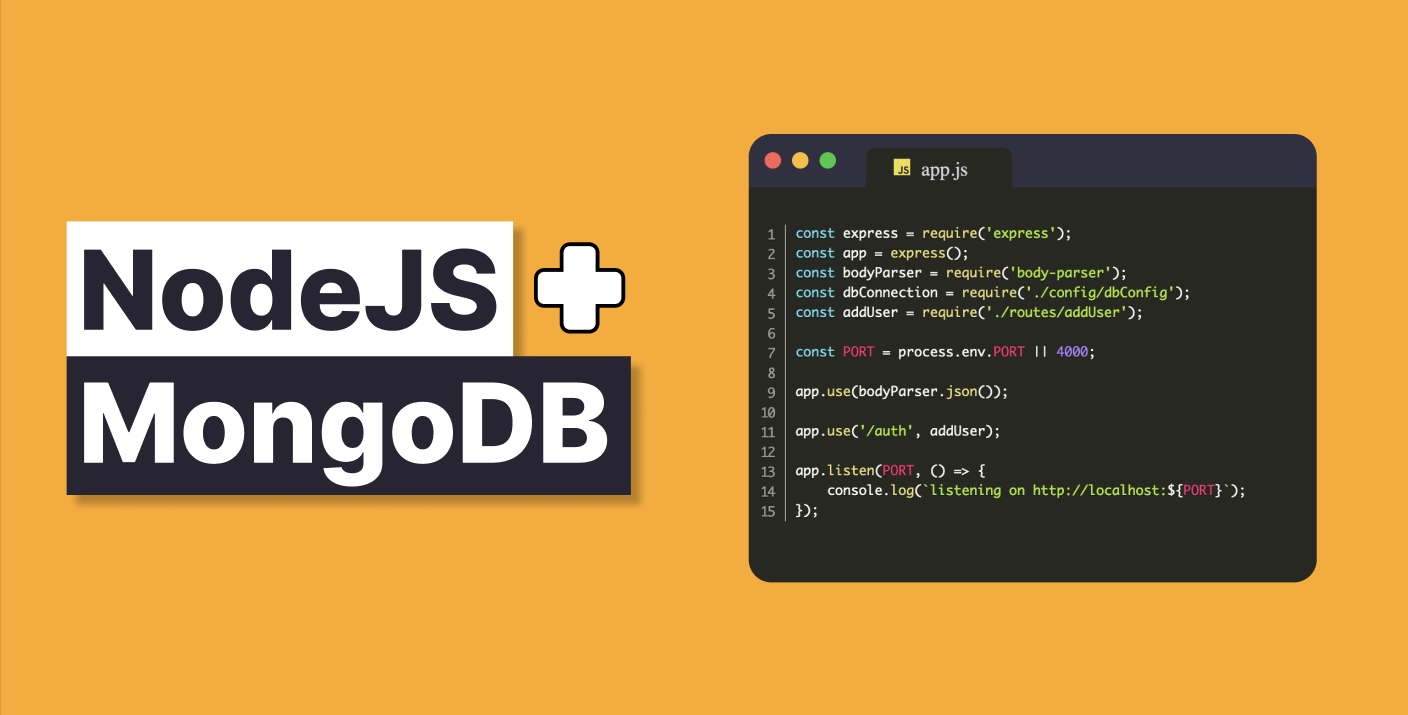 NodeJS
MongoDB
JS app.js
1 const express = require('express');
2 const app = express();
3 const bodyParser = require('body-parser');
4 const dbConnection = require('./config/dbConfig');
5 const addUser = require('./routes/addUser');
6
7 const PORT = process.env.PORT || 4000;
8
9 app.use(bodyParser.json());
10
11 app.use('/auth', addUser);
12
13 app.listen(PORT, () => {
14     console.log(`listening on http://localhost:${PORT}`);
15 });